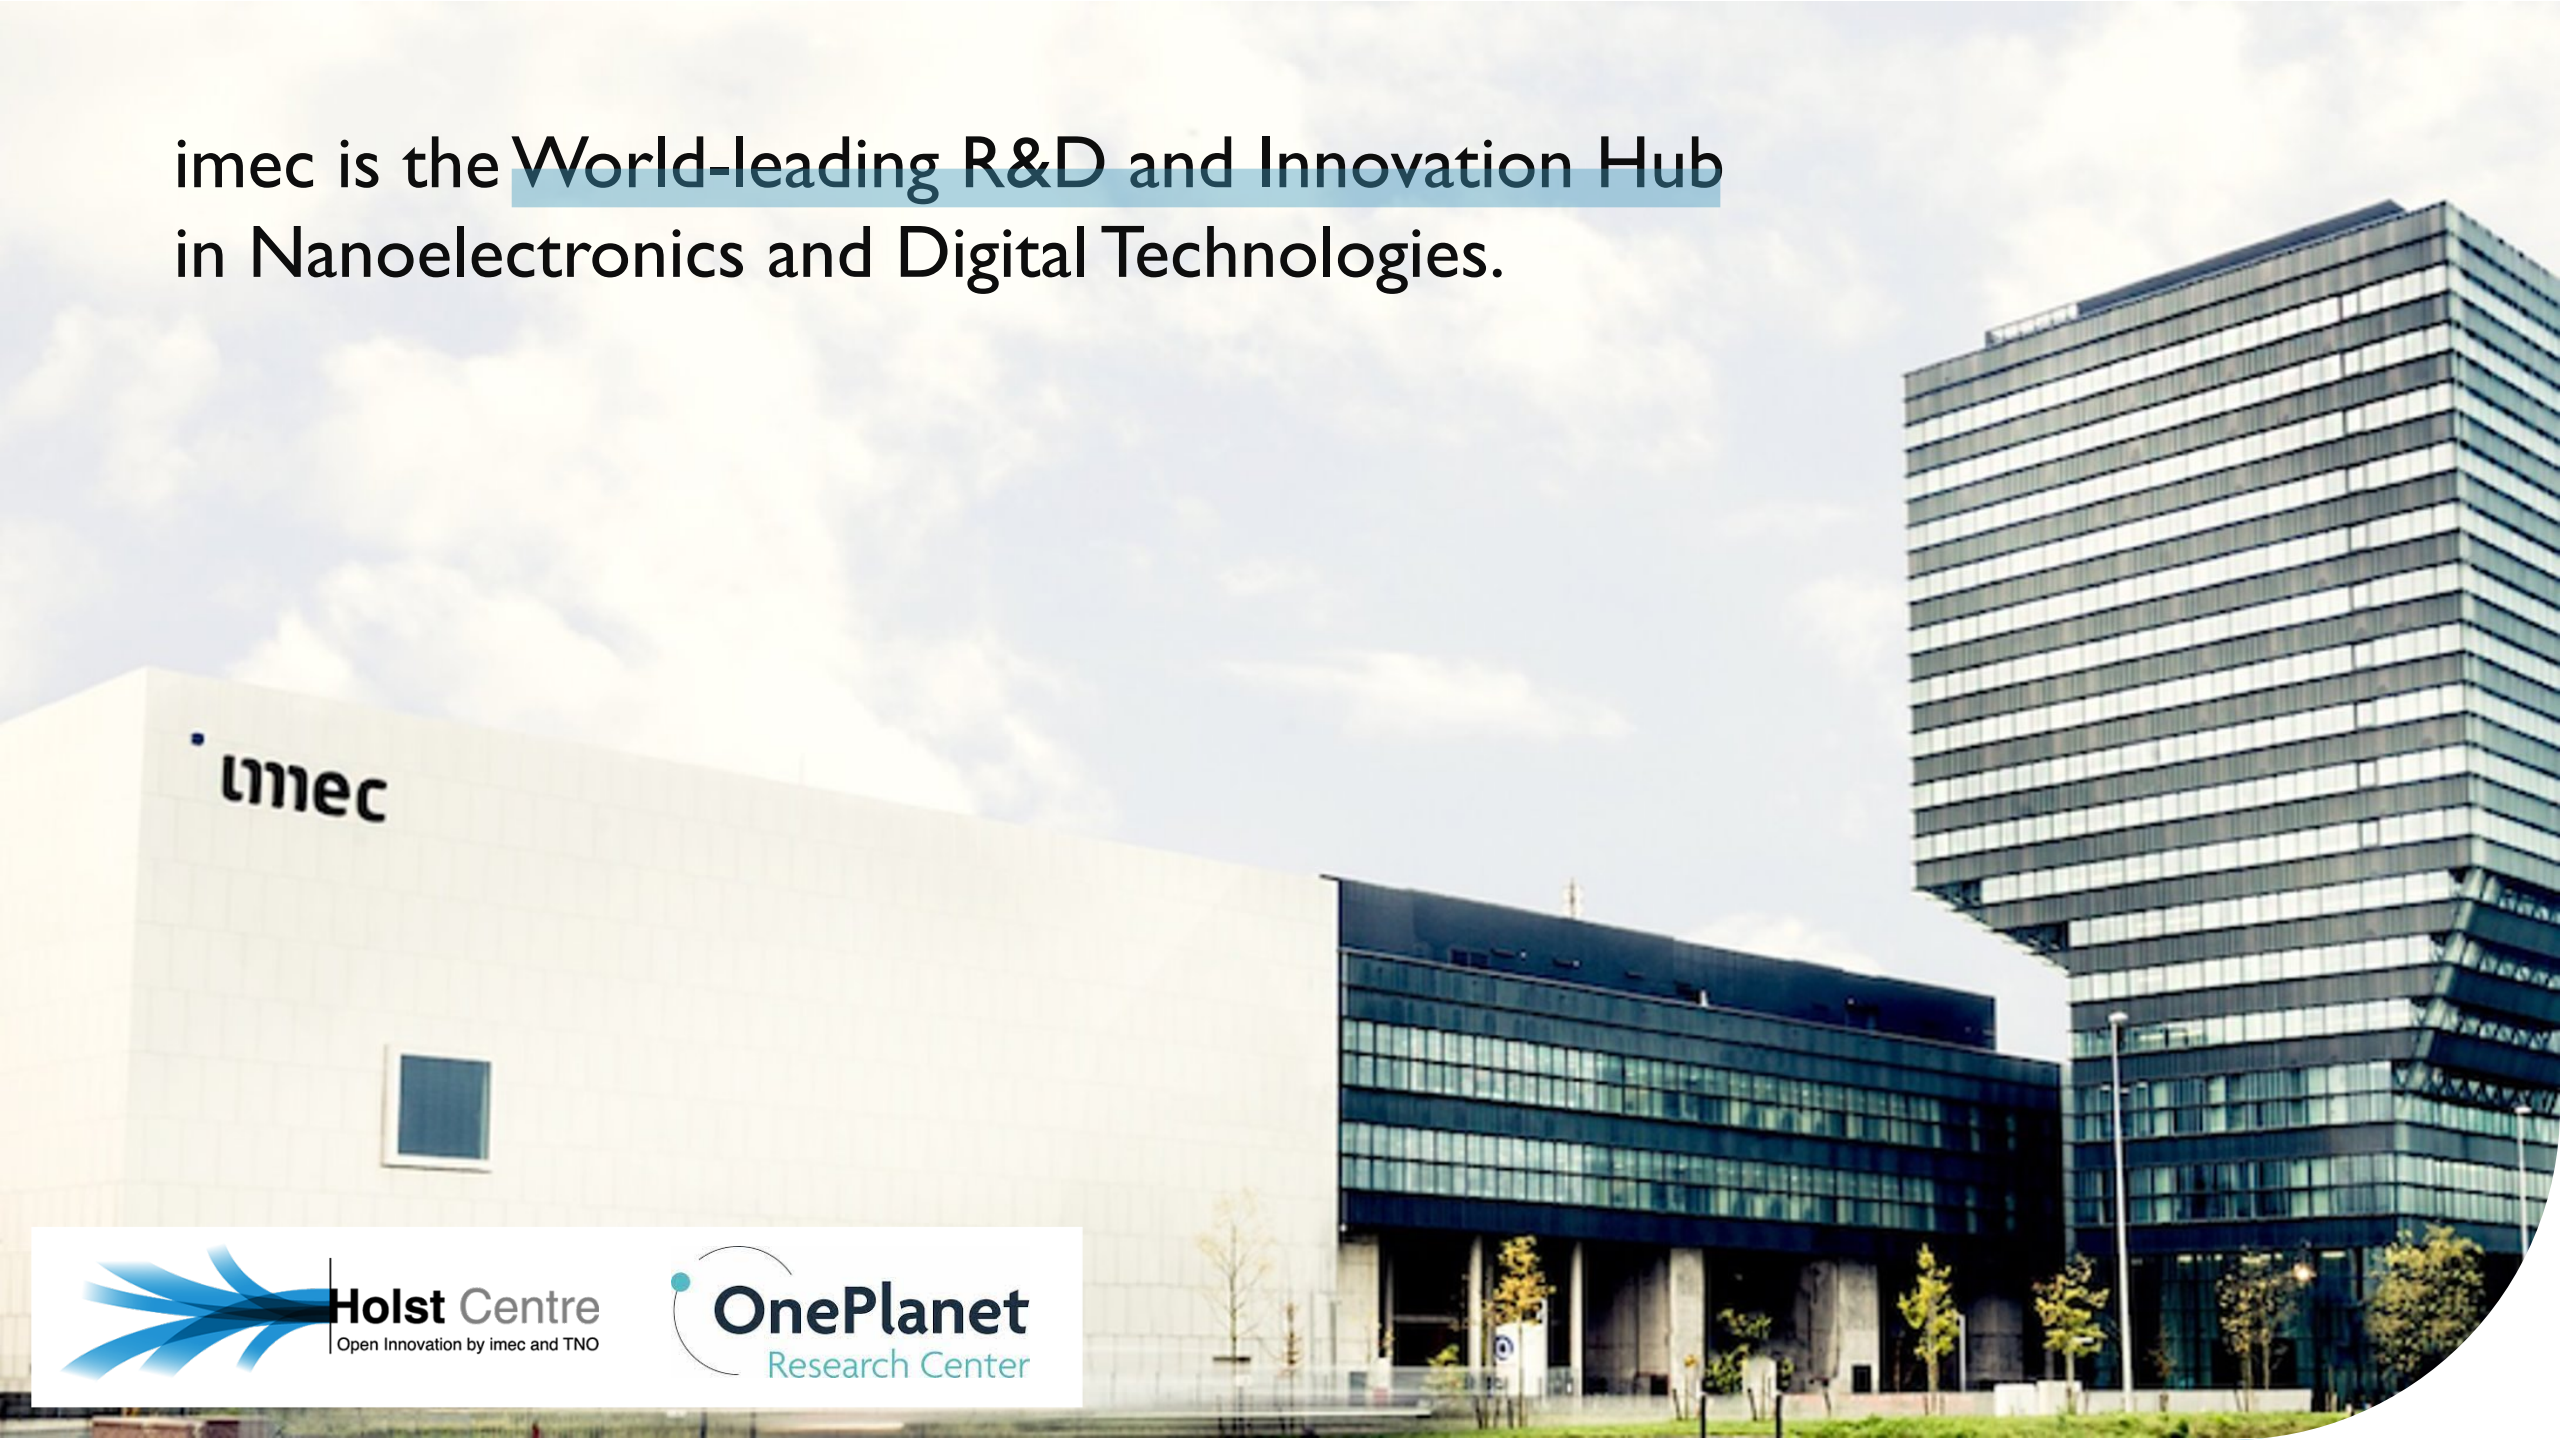 imec is the World-leading R&D and Innovation Hub
in Nanoelectronics and Digital Technologies.
imec
Holst Centre
Open Innovation by imec and TNO
OnePlanet
Research Center